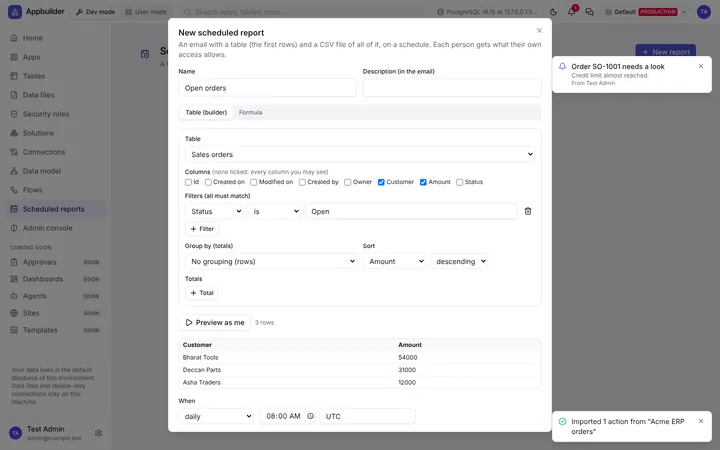 Appbuilder
Dev mode
User mode
Search apps, tables, rows...
PostgreSQL 16.15 at 127.0.0.1:5...
1
Default
PRODUCTION
TA
Home
Apps
Tables
Data files
Security roles
Solutions
Connections
Data model
Flows
Scheduled reports
Admin console
COMING SOON
Approvals SOON
Dashboards SOON
Agents SOON
Sites SOON
Templates SOON
Your data lives in the default
database of this environment.
Data files and device-only
connections stay on this
machine.
TA
Test Admin
admin@example.test
New report
New scheduled report
An email with a table (the first rows) and a CSV file of all of it, on a schedule. Each person gets what their own
access allows.
Name
Description (in the email)
Open orders
Table (builder)
Formula
Table
Sales orders
Columns (none ticked: every column you may see)
Id Created on Modified on Created by Owner Customer Amount Status
Filters (all must match)
Status is Open
+ Filter
Group by (totals)
Sort
No grouping (rows)
Amount
descending
Totals
+ Total
Preview as me
3 rows
Customer Amount
Bharat Tools 54000
Deccan Parts 31000
Asha Traders 12000
When
daily 08:00 AM UTC
Order SO-1001 needs a look
Credit limit almost reached.
From Test Admin
Imported 1 action from "Acme ERP
orders"